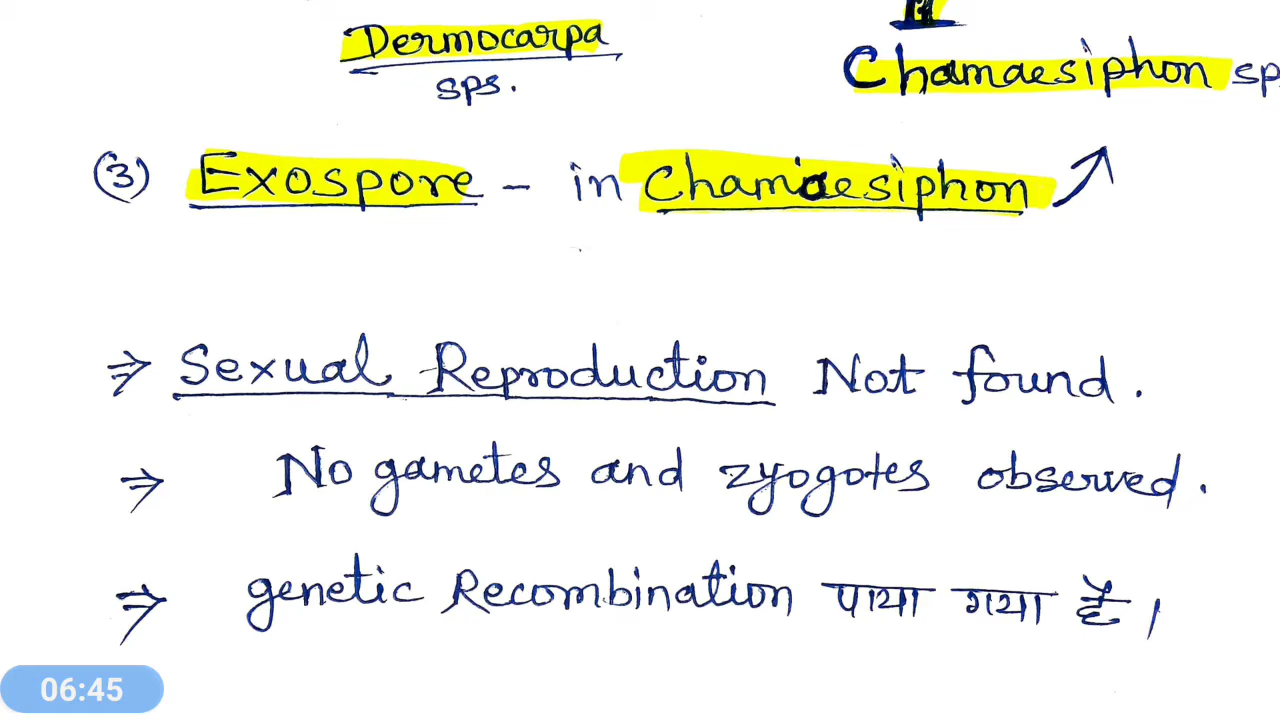 Dermocarpa
sps.
Chamaesiphon sp
(3) Exospore - in Chamaesiphon ↗
⇒ Sexual Reproduction Not found.
⇒ No gametes and zyogotes observed.
⇒ genetic Recombination पाया गया है।
06:45